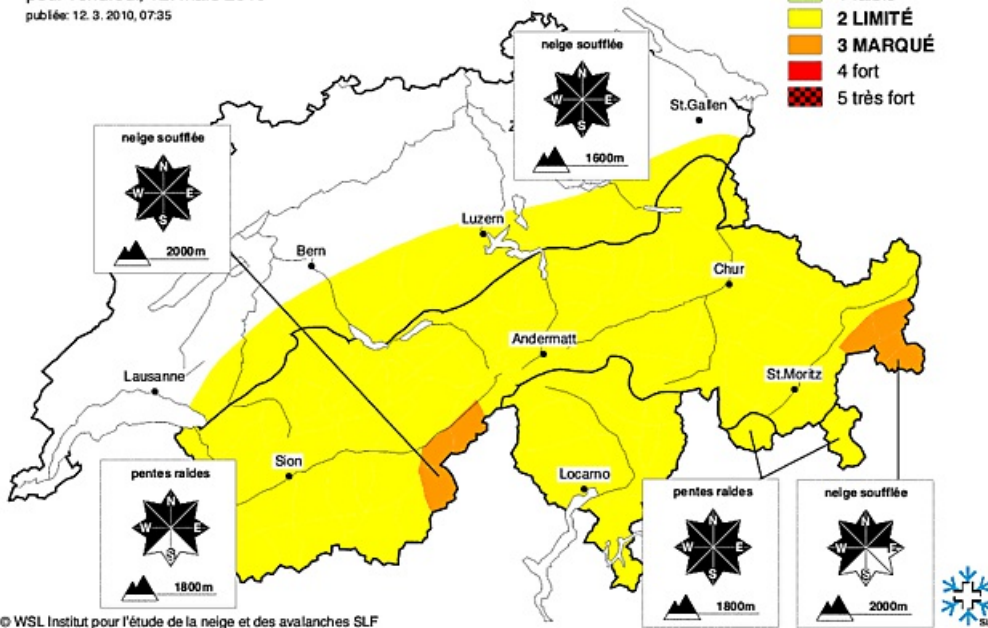 publiée: 12. 3. 2010, 07:35
2 LIMITÉ
3 MARQUÉ
4 fort
5 très fort
neige soufflée
N
W E
S
1600m
St.Gallen
neige soufflée
N
W E
S
2000m
Luzern
Bern
Chur
Andermatt
St.Moritz
Lausanne
Sion
Locarno
pentes raides
N
W E
S
1800m
pentes raides
N
W E
S
1800m
neige soufflée
N
W E
S
2000m
© WSL Institut pour l'étude de la neige et des avalanches SLF